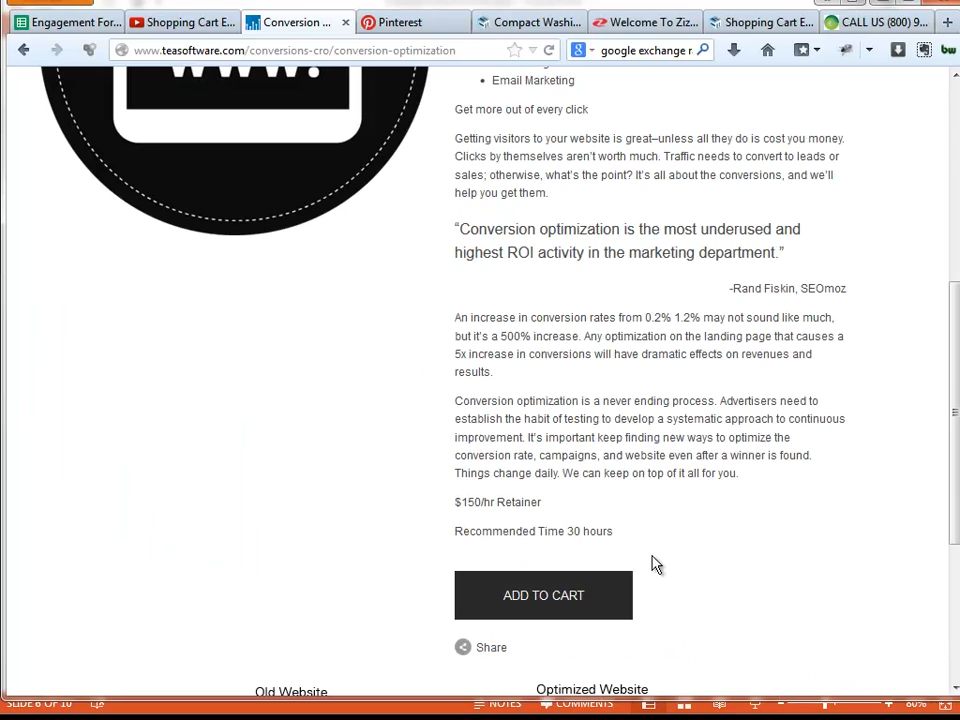 Engagement For...
Shopping Cart E...
Conversion ...
Pinterest
Compact Washi...
Welcome To Ziz...
Shopping Cart E...
CALL US (800) 9...
www.teasoftware.com/conversions-cro/conversion-optimization
google exchange r
bw
www.
Email Marketing
Get more out of every click
Getting visitors to your website is great–unless all they do is cost you money.
Clicks by themselves aren’t worth much. Traffic needs to convert to leads or
sales; otherwise, what’s the point? It’s all about the conversions, and we’ll
help you get them.
“Conversion optimization is the most underused and
highest ROI activity in the marketing department.”
-Rand Fiskin, SEOmoz
An increase in conversion rates from 0.2% 1.2% may not sound like much,
but it’s a 500% increase. Any optimization on the landing page that causes a
5x increase in conversions will have dramatic effects on revenues and
results.
Conversion optimization is a never ending process. Advertisers need to
establish the habit of testing to develop a systematic approach to continuous
improvement. It’s important keep finding new ways to optimize the
conversion rate, campaigns, and website even after a winner is found.
Things change daily. We can keep on top of it all for you.
$150/hr Retainer
Recommended Time 30 hours
ADD TO CART
Share
Old Website
Optimized Website
SLIDE 6 OF 10
NOTES
COMMENTS
80%